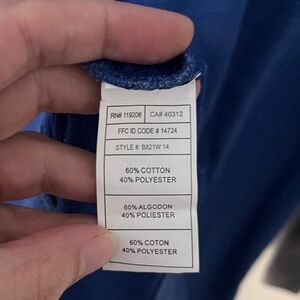 RN# 119208 CA# 40312
FFC ID CODE # 14724
STYLE #: B821W 14
60% COTTON
40% POLYESTER
60% ALGODON
40% POLIESTER
60% COTON
40% POLYESTER